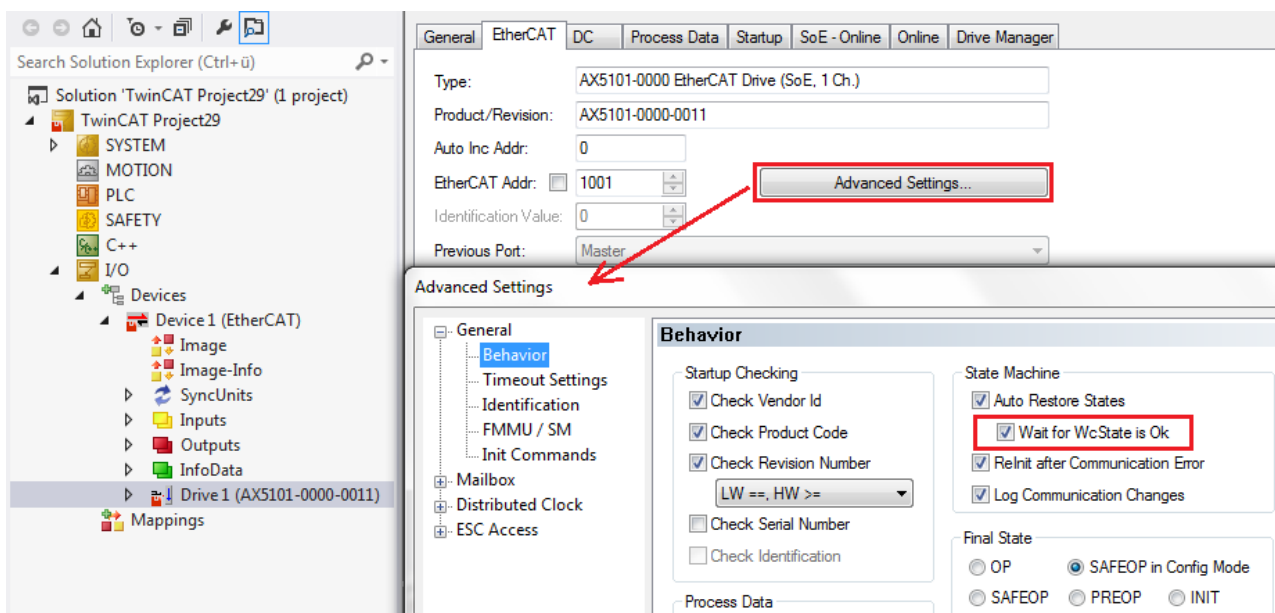 Search Solution Explorer (Ctrl+ü)
Solution 'TwinCAT Project29' (1 project)
TwinCAT Project29
SYSTEM
MOTION
PLC
SAFETY
C++
I/O
Devices
Device 1 (EtherCAT)
Image
Image-Info
SyncUnits
Inputs
Outputs
InfoData
Drive 1 (AX5101-0000-0011)
Mappings
General EtherCAT DC Process Data Startup SoE - Online Online Drive Manager
Type: AX5101-0000 EtherCAT Drive (SoE, 1 Ch.)
Product/Revision: AX5101-0000-0011
Auto Inc Addr: 0
EtherCAT Addr: 1001 Advanced Settings...
Identification Value: 0
Previous Port: Master
Advanced Settings
General
Behavior
Timeout Settings
Identification
FMMU / SM
Init Commands
Mailbox
Distributed Clock
ESC Access
Behavior
Startup Checking
Check Vendor Id
Check Product Code
Check Revision Number
LW ==, HW >=
Check Serial Number
Check Identification
Process Data
State Machine
Auto Restore States
Wait for WcState is Ok
ReInit after Communication Error
Log Communication Changes
Final State
OP SAFEOP in Config Mode
SAFEOP PREOP INIT